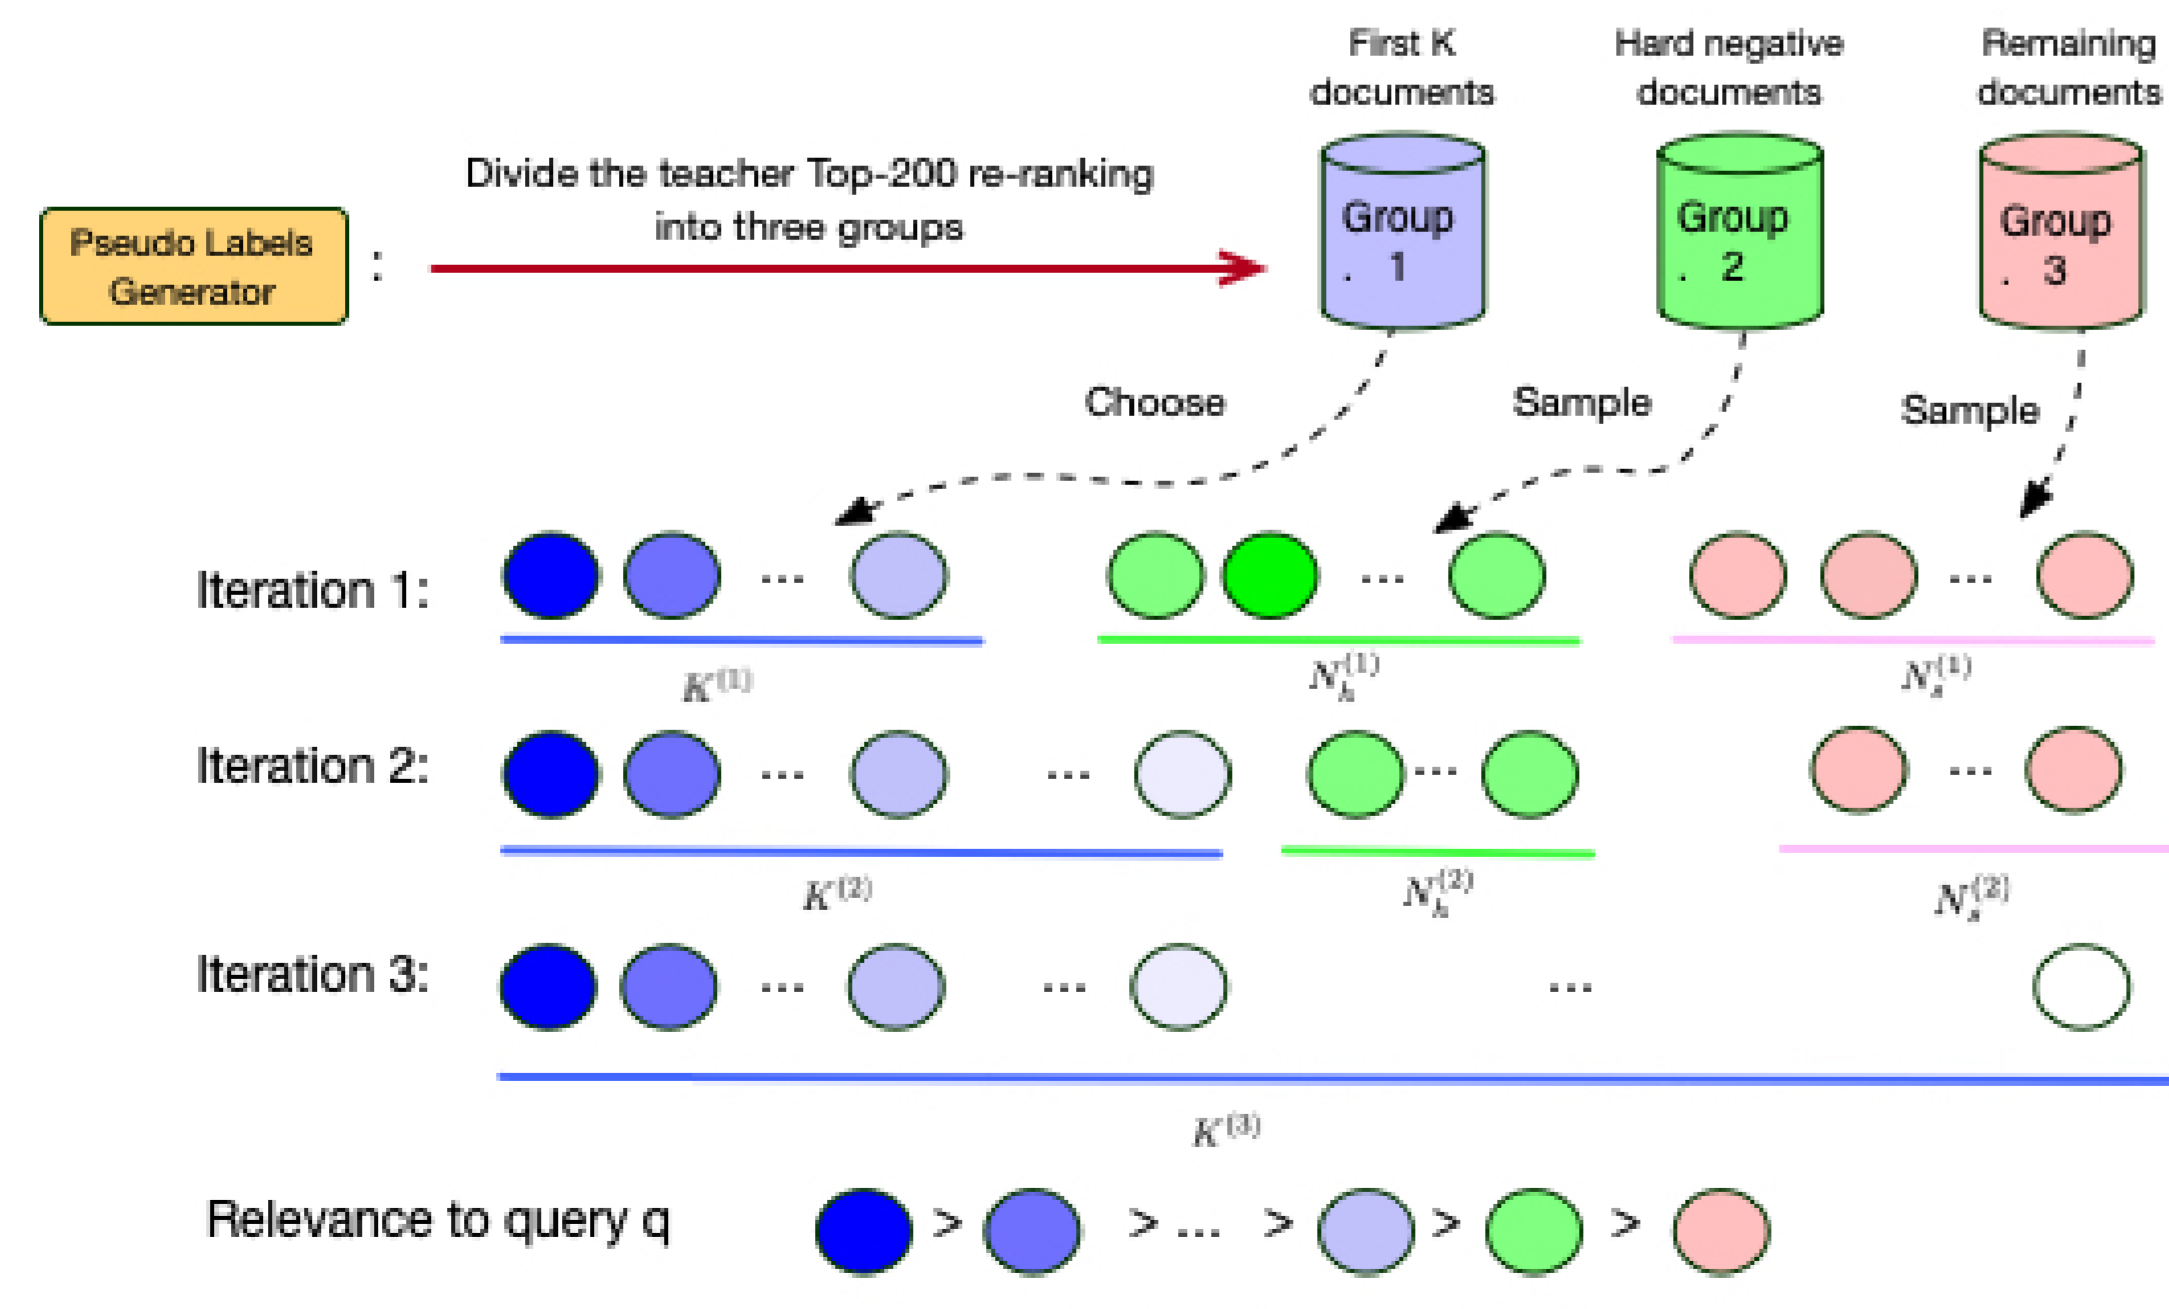 First K
documents
Hard negative
documents
Remaining
documents
Divide the teacher Top-200 re-ranking
into three groups
Pseudo Labels
Generator
:
Group
. 1
Group
. 2
Group
. 3
Choose
Sample
Sample
Iteration 1:
... ... ...
K^(1) N_h^(1) N_s^(1)
Iteration 2:
... ... ... ...
K^(2) N_h^(2) N_s^(2)
Iteration 3:
... ... ...
K^(3)
Relevance to query q > > ... > > >